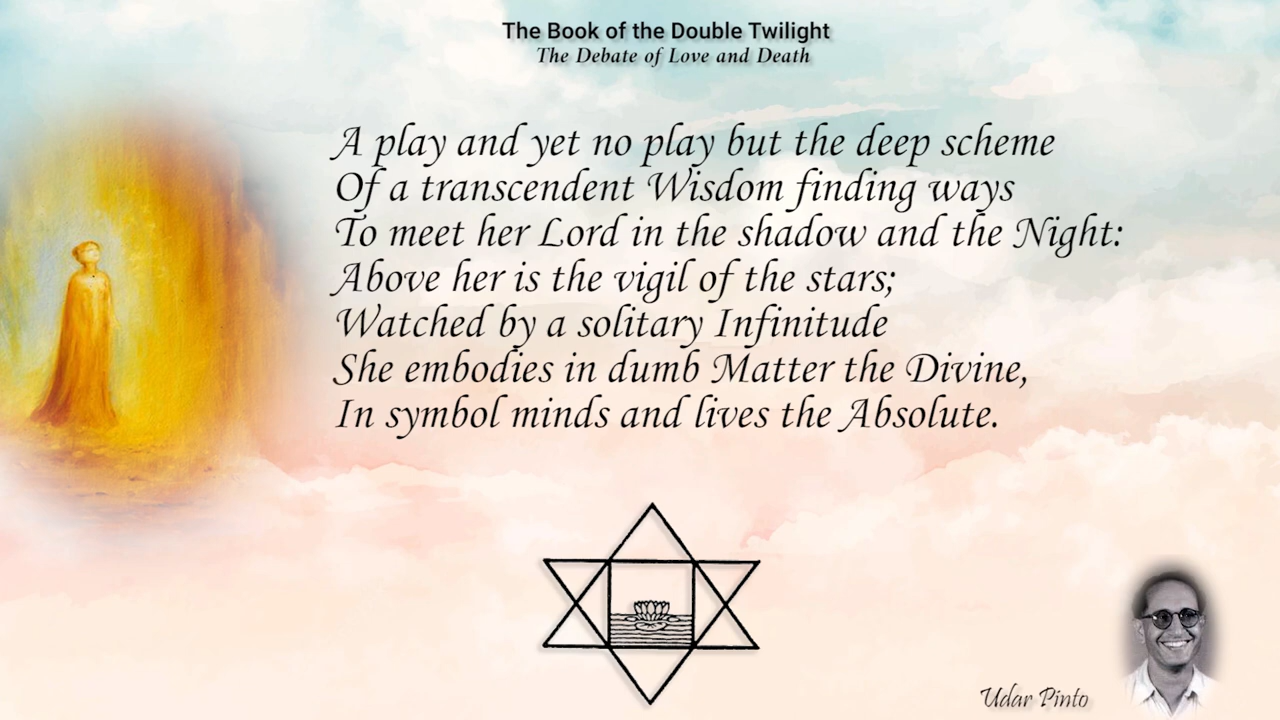 The Book of the Double Twilight
The Debate of Love and Death
A play and yet no play but the deep scheme
Of a transcendent Wisdom finding ways
To meet her Lord in the shadow and the Night:
Above her is the vigil of the stars;
Watched by a solitary Infinitude
She embodies in dumb Matter the Divine,
In symbol minds and lives the Absolute.
Udar Pinto